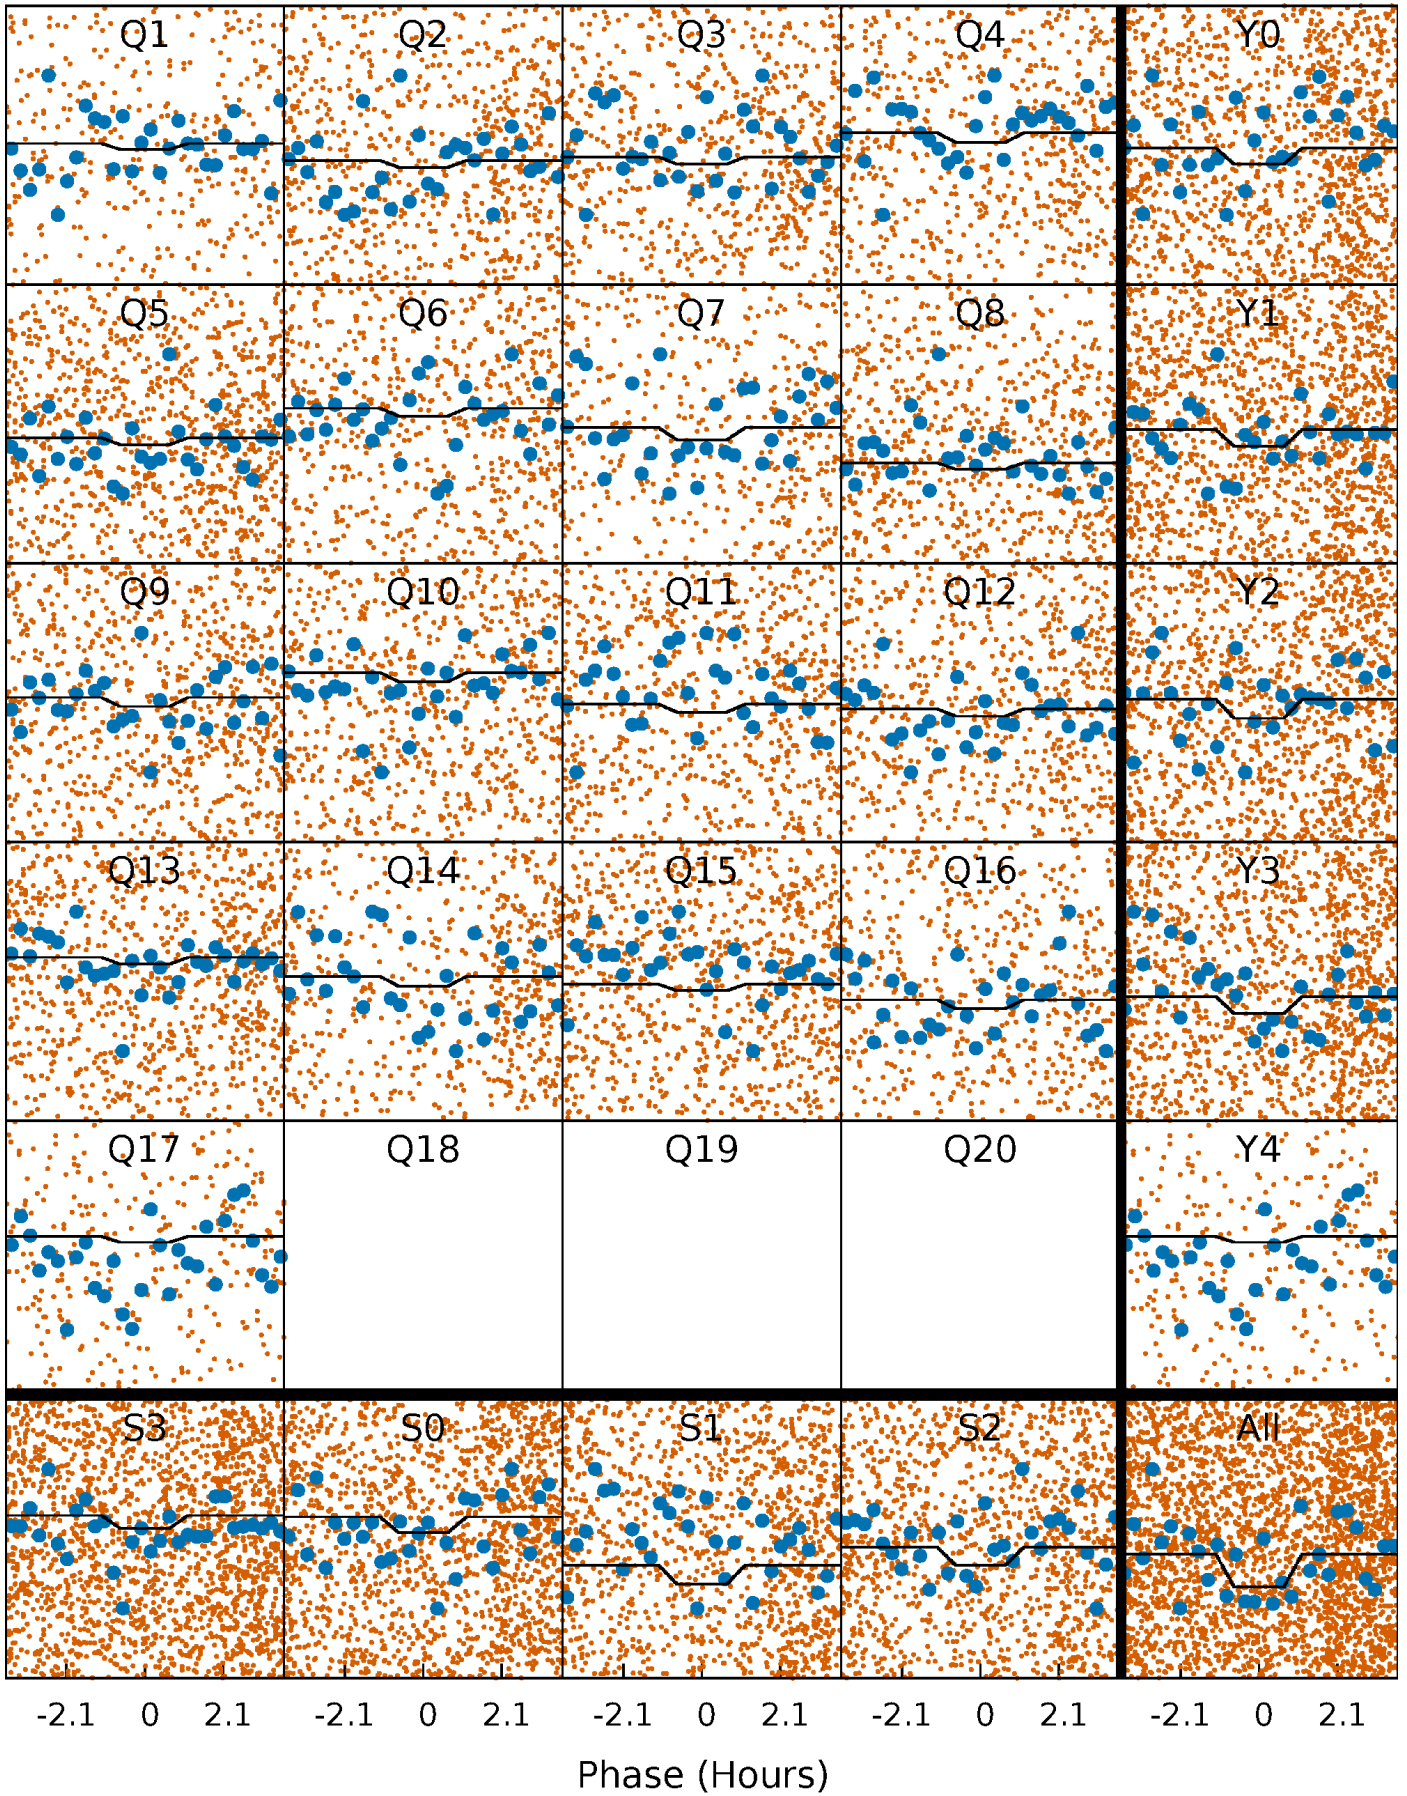 Q1 Q2 Q3 Q4 Y0
Q5 Q6 Q7 Q8 Y1
Q9 Q10 Q11 Q12 Y2
Q13 Q14 Q15 Q16 Y3
Q17 Q18 Q19 Q20 Y4
S3 S0 S1 S2 All
-2.1 0 2.1 -2.1 0 2.1 -2.1 0 2.1 -2.1 0 2.1 -2.1 0 2.1
Phase (Hours)